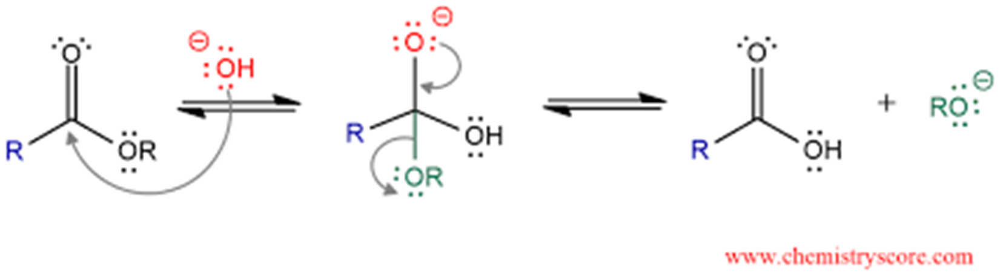 O O O
⊖ OH ⊖
R OR R OH R OH + RO ⊖
OR
www.chemistryscore.com